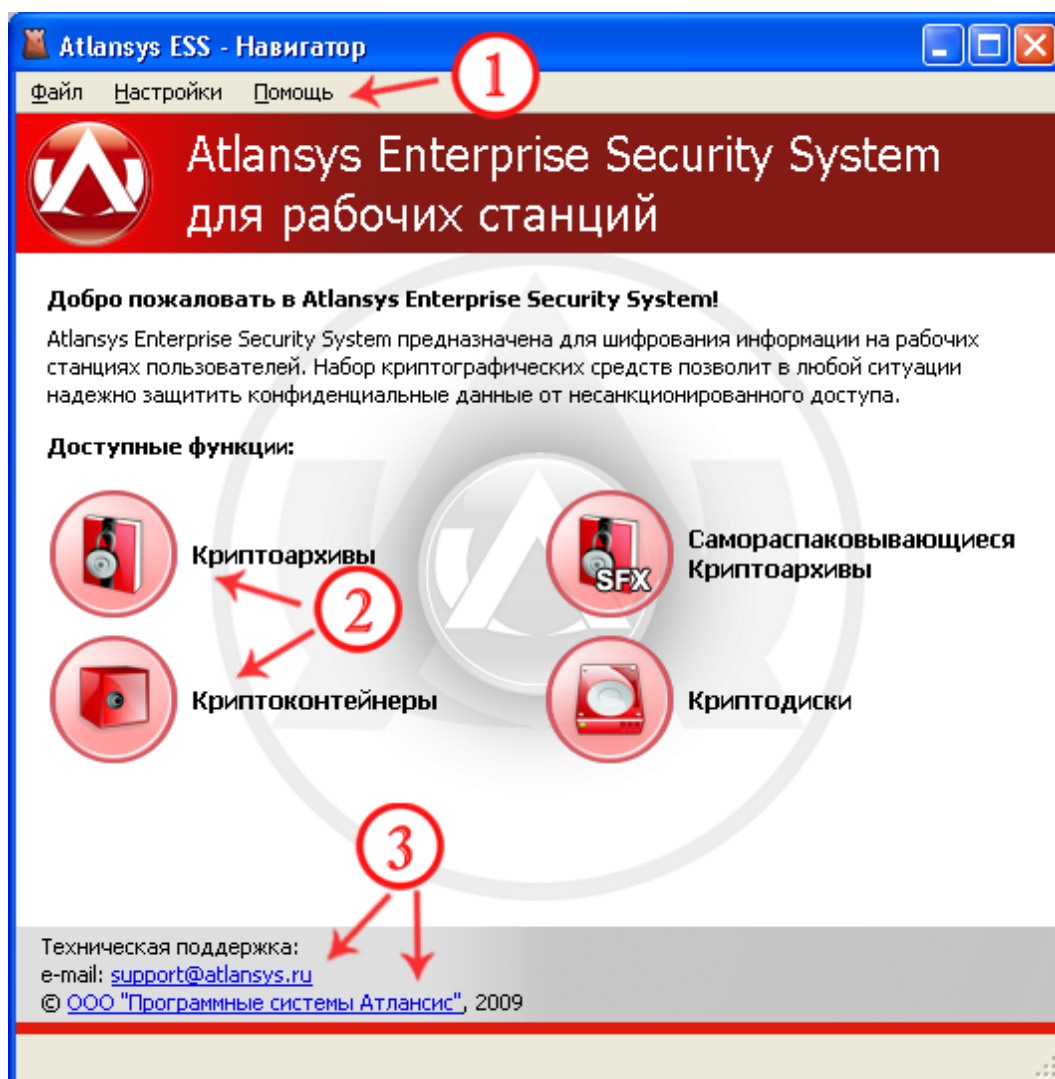 Atlansys ESS - Навигатор
Файл Настройки Помощь
1
Atlansys Enterprise Security System
для рабочих станций
Добро пожаловать в Atlansys Enterprise Security System!
Atlansys Enterprise Security System предназначена для шифрования информации на рабочих
станциях пользователей. Набор криптографических средств позволит в любой ситуации
надежно защитить конфиденциальные данные от несанкционированного доступа.
Доступные функции:
Криптоархивы
SFX
Самораспаковывающиеся
Криптоархивы
2
Криптоконтейнеры
Криптодиски
3
Техническая поддержка:
e-mail: support@atlansys.ru
© ООО "Программные системы Атлансис", 2009